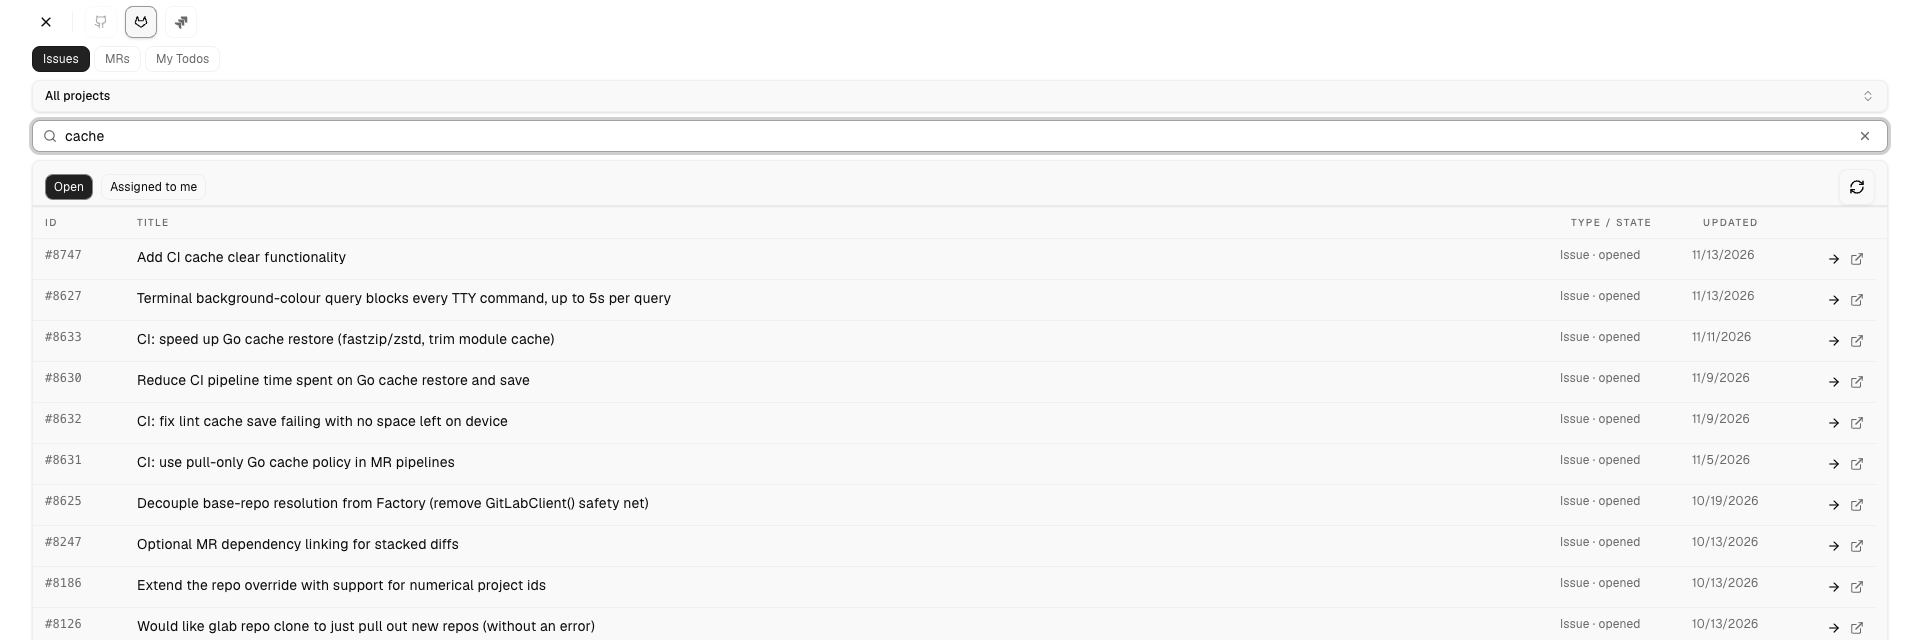 Issues MRs My Todos
All projects
cache
Open Assigned to me
ID TITLE TYPE / STATE UPDATED
#8747 Add CI cache clear functionality Issue · opened 11/13/2026
#8627 Terminal background-colour query blocks every TTY command, up to 5s per query Issue · opened 11/13/2026
#8633 CI: speed up Go cache restore (fastzip/zstd, trim module cache) Issue · opened 11/11/2026
#8630 Reduce CI pipeline time spent on Go cache restore and save Issue · opened 11/9/2026
#8632 CI: fix lint cache save failing with no space left on device Issue · opened 11/9/2026
#8631 CI: use pull-only Go cache policy in MR pipelines Issue · opened 11/5/2026
#8625 Decouple base-repo resolution from Factory (remove GitLabClient() safety net) Issue · opened 10/19/2026
#8247 Optional MR dependency linking for stacked diffs Issue · opened 10/13/2026
#8186 Extend the repo override with support for numerical project ids Issue · opened 10/13/2026
#8126 Would like glab repo clone to just pull out new repos (without an error) Issue · opened 10/13/2026